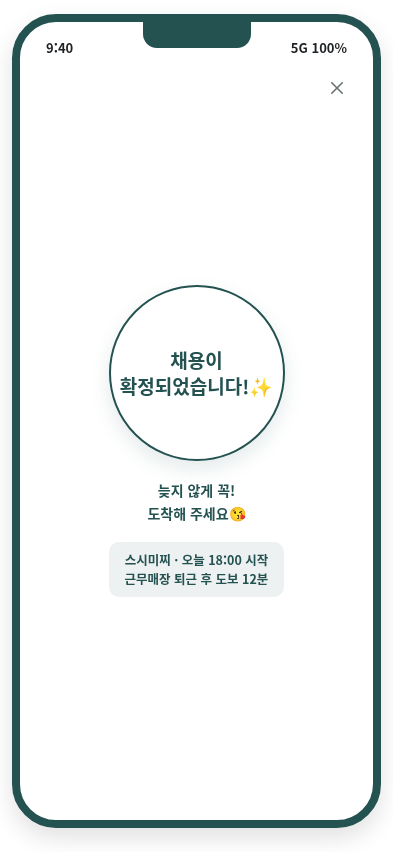 9:40
5G 100%
채용이
확정되었습니다!✨
늦지 않게 꼭!
도착해 주세요😘
스시미찌 · 오늘 18:00 시작
근무매장 퇴근 후 도보 12분